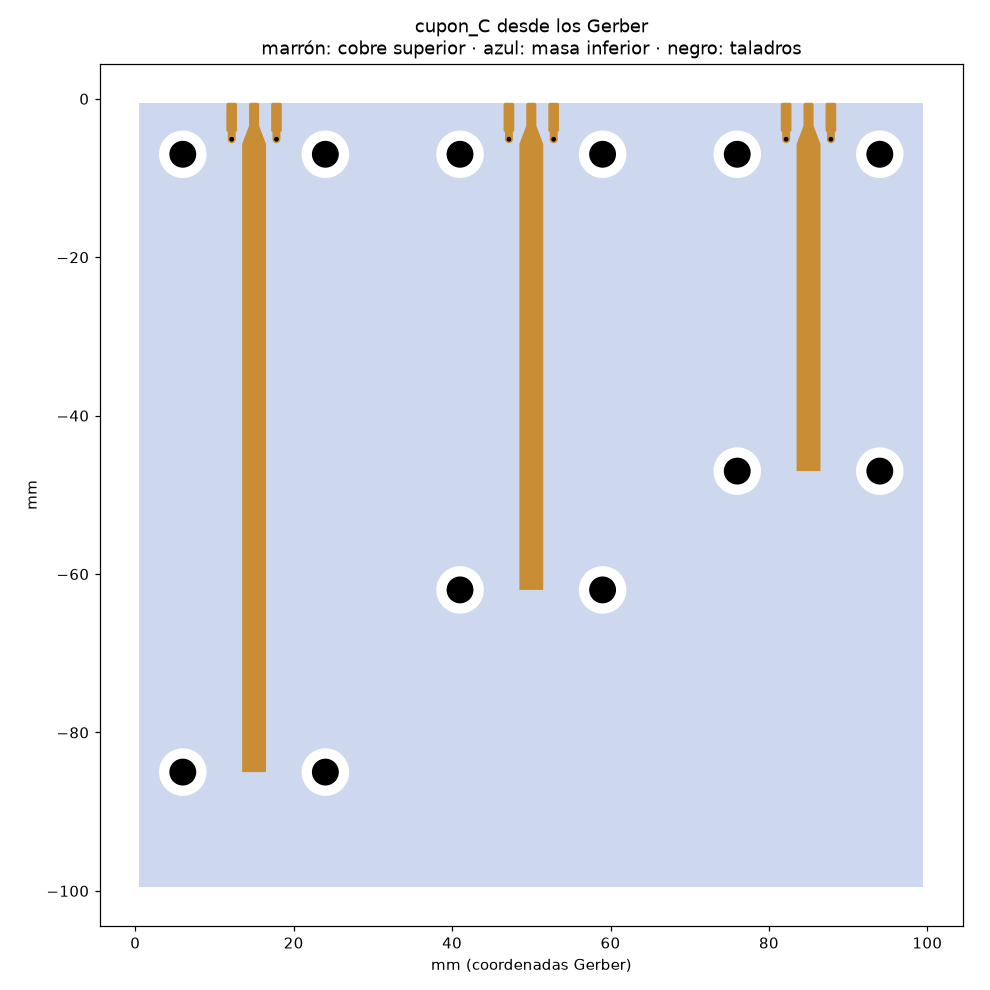 cupon_C desde los Gerber
marrón: cobre superior · azul: masa inferior · negro: taladros
0
−20
−40
−60
−80
−100
mm
0 20 40 60 80 100
mm (coordenadas Gerber)